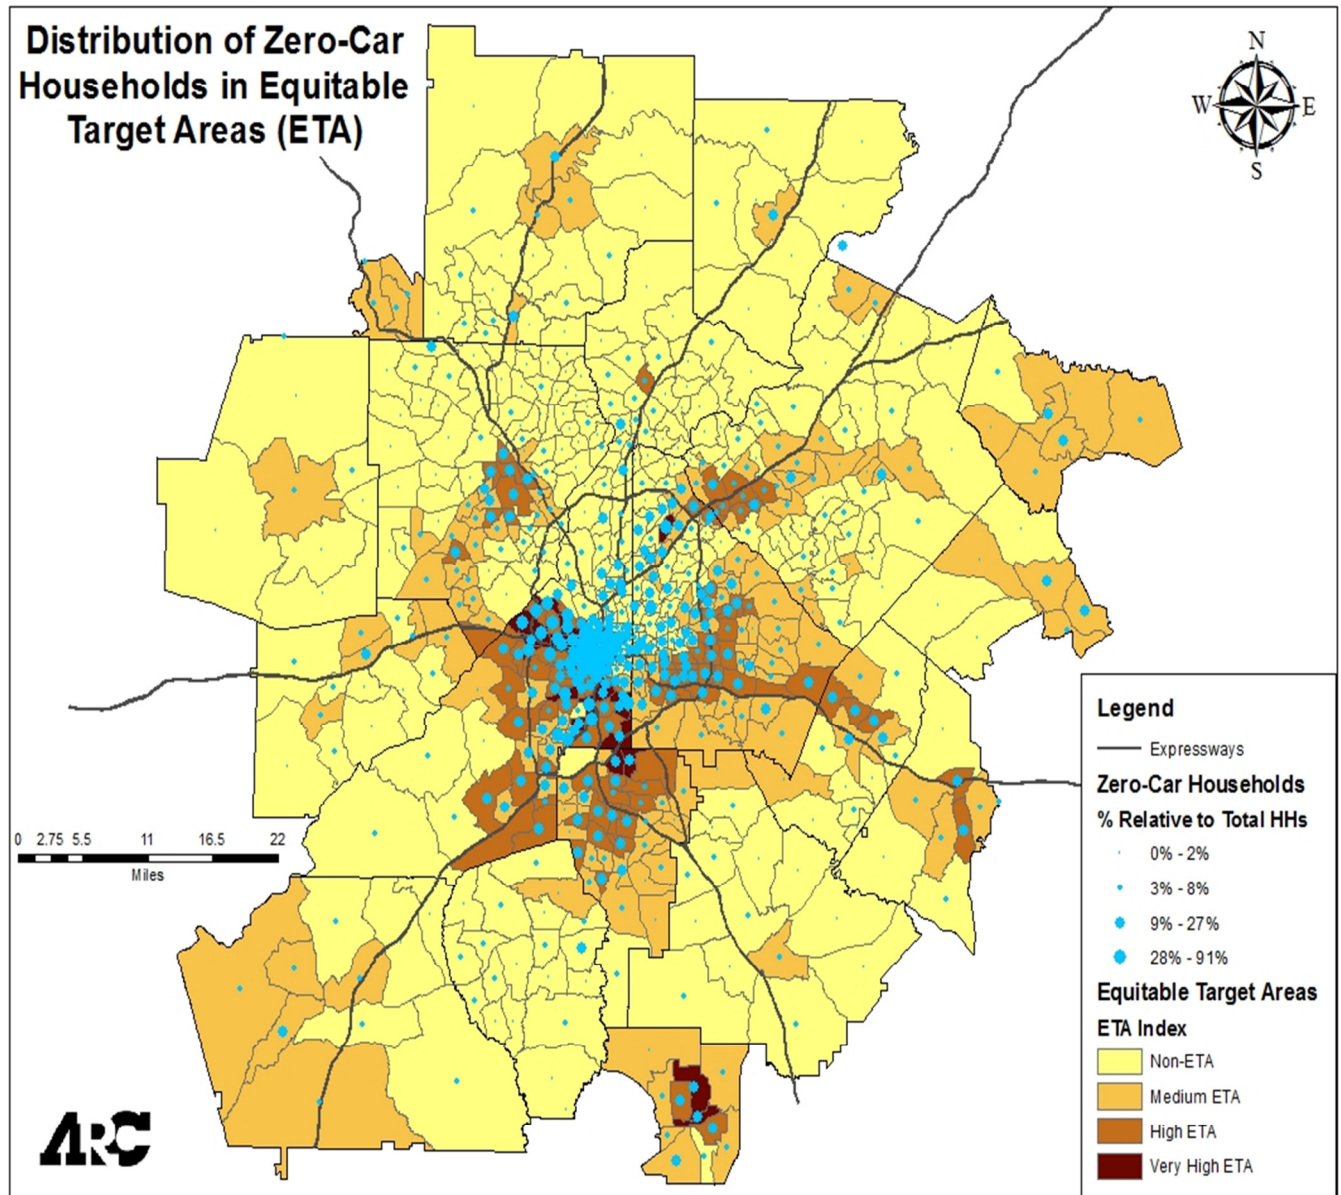 Distribution of Zero-Car
Households in Equitable
Target Areas (ETA)
N
W E
S
0 2.75 5.5 11 16.5 22
Miles
Legend
Expressways
Zero-Car Households
% Relative to Total HHs
0% - 2%
3% - 8%
9% - 27%
28% - 91%
Equitable Target Areas
ETA Index
Non-ETA
Medium ETA
High ETA
Very High ETA
ARC